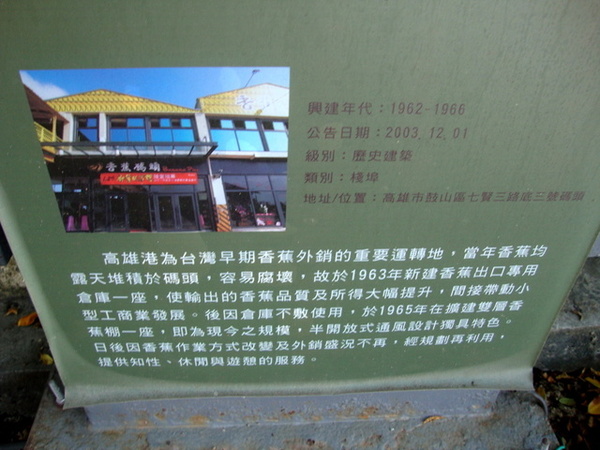 香蕉碼頭
興建年代：1962-1966
公告日期：2003.12.01
級別：歷史建築
類別：棧埠
地址/位置：高雄市鼓山區七賢三路底三號碼頭
高雄港為台灣早期香蕉外銷的重要運轉地，當年香蕉均
露天堆積於碼頭，容易腐壞，故於1963年新建香蕉出口專用
倉庫一座，使輸出的香蕉品質及所得大幅提升，間接帶動小
型工商業發展。後因倉庫不敷使用，於1965年在擴建雙層香
蕉棚一座，即為現今之規模，半開放式通風設計獨具特色。
日後因香蕉作業方式改變及外銷盛況不再，經規劃再利用，
提供知性、休閒與遊憩的服務。